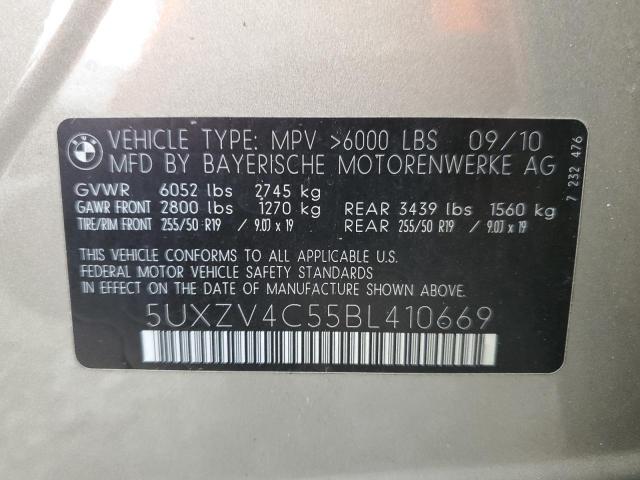 BMW
VEHICLE TYPE: MPV >6000 LBS 09/10
MFD BY BAYERISCHE MOTORENWERKE AG
GVWR 6052 lbs 2745 kg
GAWR FRONT 2800 lbs 1270 kg REAR 3439 lbs 1560 kg
TIRE/RIM FRONT 255/50 R19 / 9.0J x 19 REAR 255/50 R19 / 9.0J x 19
THIS VEHICLE CONFORMS TO ALL APPLICABLE U.S.
FEDERAL MOTOR VEHICLE SAFETY STANDARDS
IN EFFECT ON THE DATE OF MANUFACTURE SHOWN ABOVE.
5UXZV4C55BL410669
7 232 476